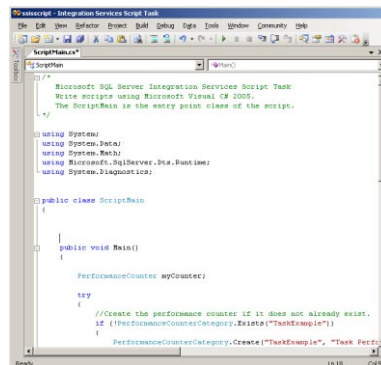 ssisscript - Integration Services Script Task
File Edit View Refactor Project Build Debug Data Tools Window Community Help
ScriptMain.cs*
Toolbox
ScriptMain
Main()
/*
Microsoft SQL Server Integration Services Script Task
Write scripts using Microsoft Visual C# 2005.
The ScriptMain is the entry point class of the script.
*/
using System;
using System.Data;
using System.Math;
using Microsoft.SqlServer.Dts.Runtime;
using System.Diagnostics;
public class ScriptMain
{
public void Main()
{
PerformanceCounter myCounter;
try
{
//Create the performance counter if it does not already exist.
if (!PerformanceCounterCategory.Exists("TaskExample"))
{
PerformanceCounterCategory.Create("TaskExample", "Task Perfo
Ready Ln 18 Col